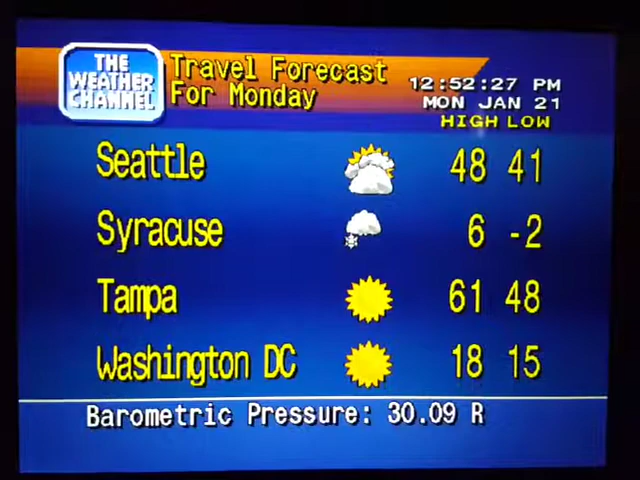 THE
WEATHER
CHANNEL
Travel Forecast
For Monday
12:52:27 PM
MON JAN 21
HIGH LOW
Seattle 48 41
Syracuse 6 -2
Tampa 61 48
Washington DC 18 15
Barometric Pressure: 30.09 R